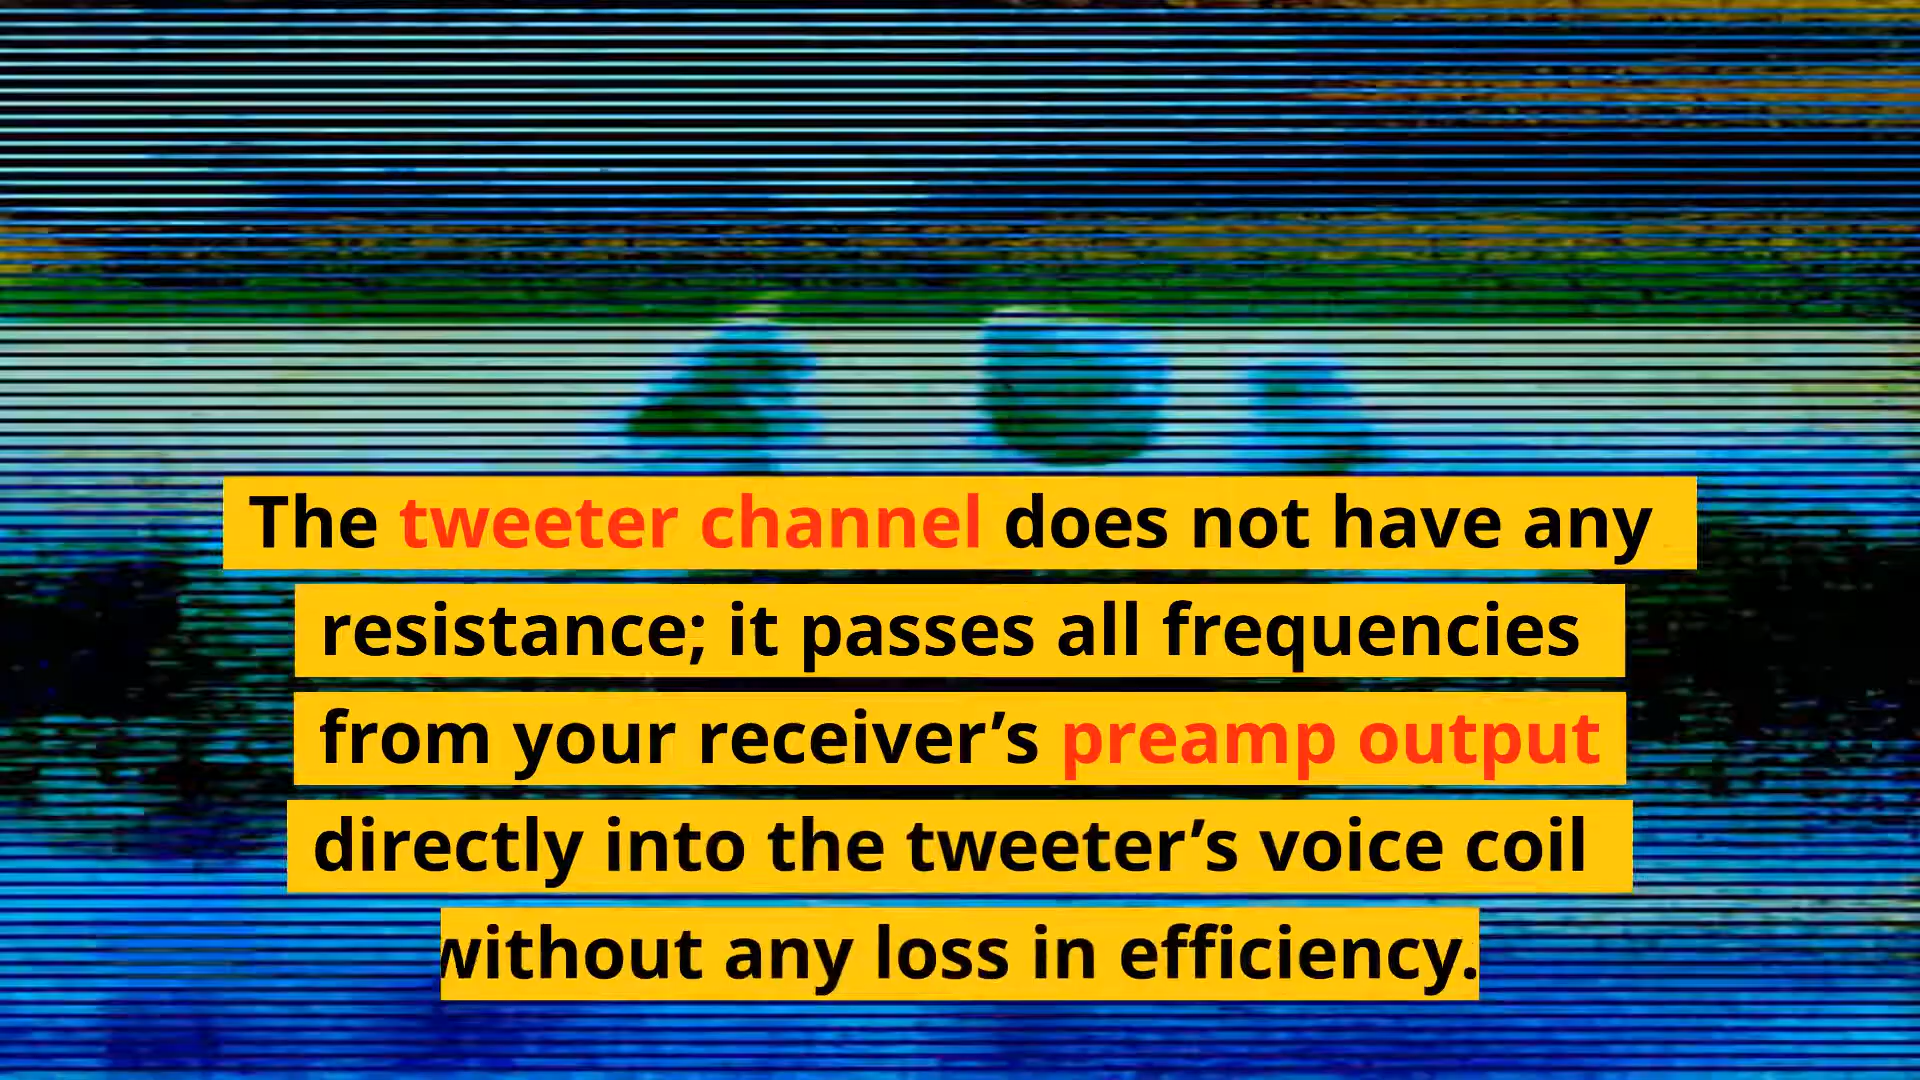 The tweeter channel does not have any
resistance; it passes all frequencies
from your receiver’s preamp output
directly into the tweeter’s voice coil
without any loss in efficiency.